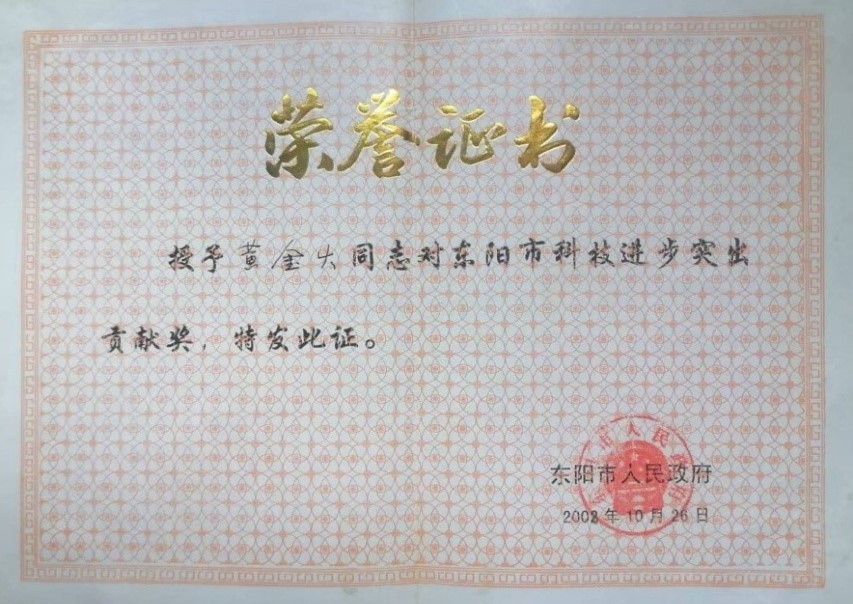 荣誉证书
授予黄金大同志对东阳市科技进步突出
贡献奖，特发此证。
东阳市人民政府
2002年10月26日